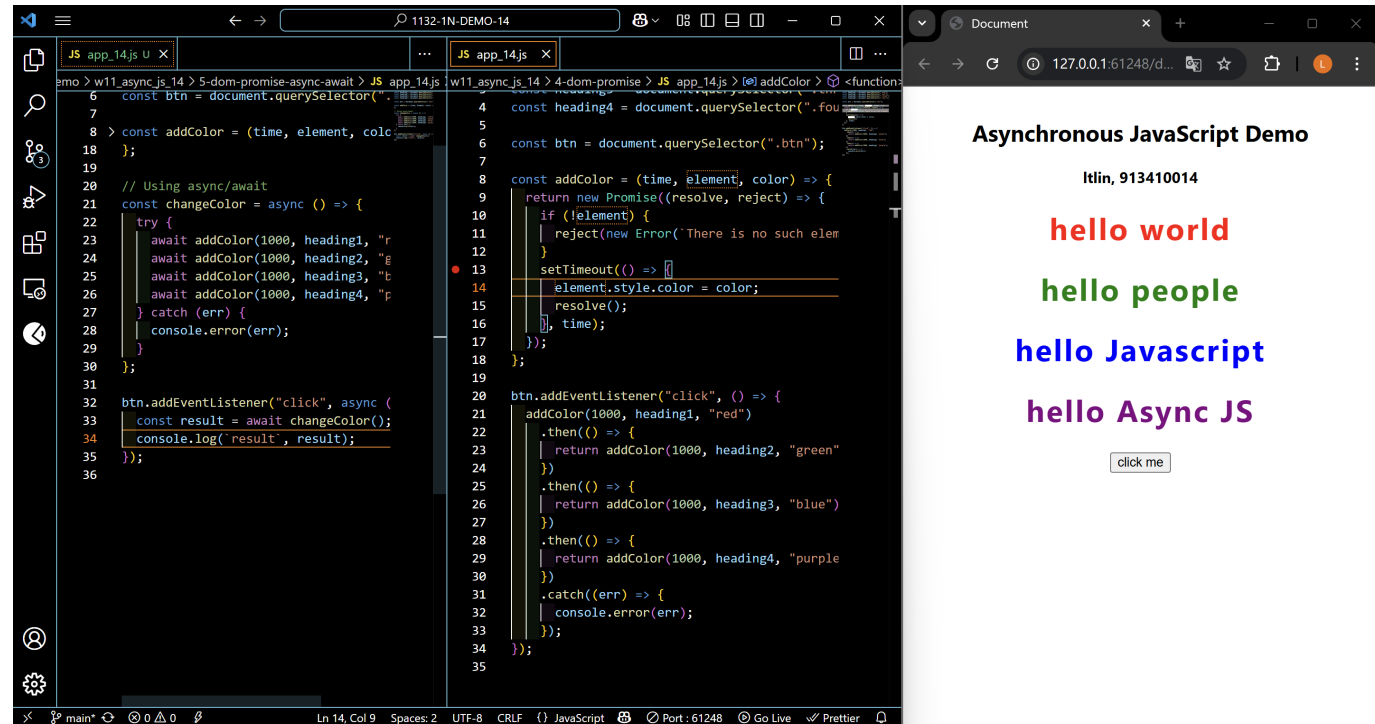 1132-1N-DEMO-14
JS app_14.js U
emo > w11_async_js_14 > 5-dom-promise-async-await > JS app_14.js
6 const btn = document.querySelector(".
7
8 const addColor = (time, element, colc
18 };
19
20 // Using async/await
21 const changeColor = async () => {
22 try {
23 await addColor(1000, heading1, "r
24 await addColor(1000, heading2, "g
25 await addColor(1000, heading3, "b
26 await addColor(1000, heading4, "p
27 } catch (err) {
28 console.error(err);
29 }
30 };
31
32 btn.addEventListener("click", async (
33 const result = await changeColor();
34 console.log(`result`, result);
35 });
36
JS app_14.js
w11_async_js_14 > 4-dom-promise > JS app_14.js > addColor > <function>
4 const heading4 = document.querySelector(".fou
5
6 const btn = document.querySelector(".btn");
7
8 const addColor = (time, element, color) => {
9 return new Promise((resolve, reject) => {
10 if (!element) {
11 reject(new Error(`There is no such elem
12 }
13 setTimeout(() => {
14 element.style.color = color;
15 resolve();
16 }, time);
17 });
18 };
19
20 btn.addEventListener("click", () => {
21 addColor(1000, heading1, "red")
22 .then(() => {
23 return addColor(1000, heading2, "green"
24 })
25 .then(() => {
26 return addColor(1000, heading3, "blue")
27 })
28 .then(() => {
29 return addColor(1000, heading4, "purple
30 })
31 .catch((err) => {
32 console.error(err);
33 });
34 });
35
3
main* 0 0 Ln 14, Col 9 Spaces: 2 UTF-8 CRLF {} JavaScript Port : 61248 Go Live Prettier
Document
127.0.0.1:61248/d...
L
Asynchronous JavaScript Demo
ltlin, 913410014
hello world
hello people
hello Javascript
hello Async JS
click me